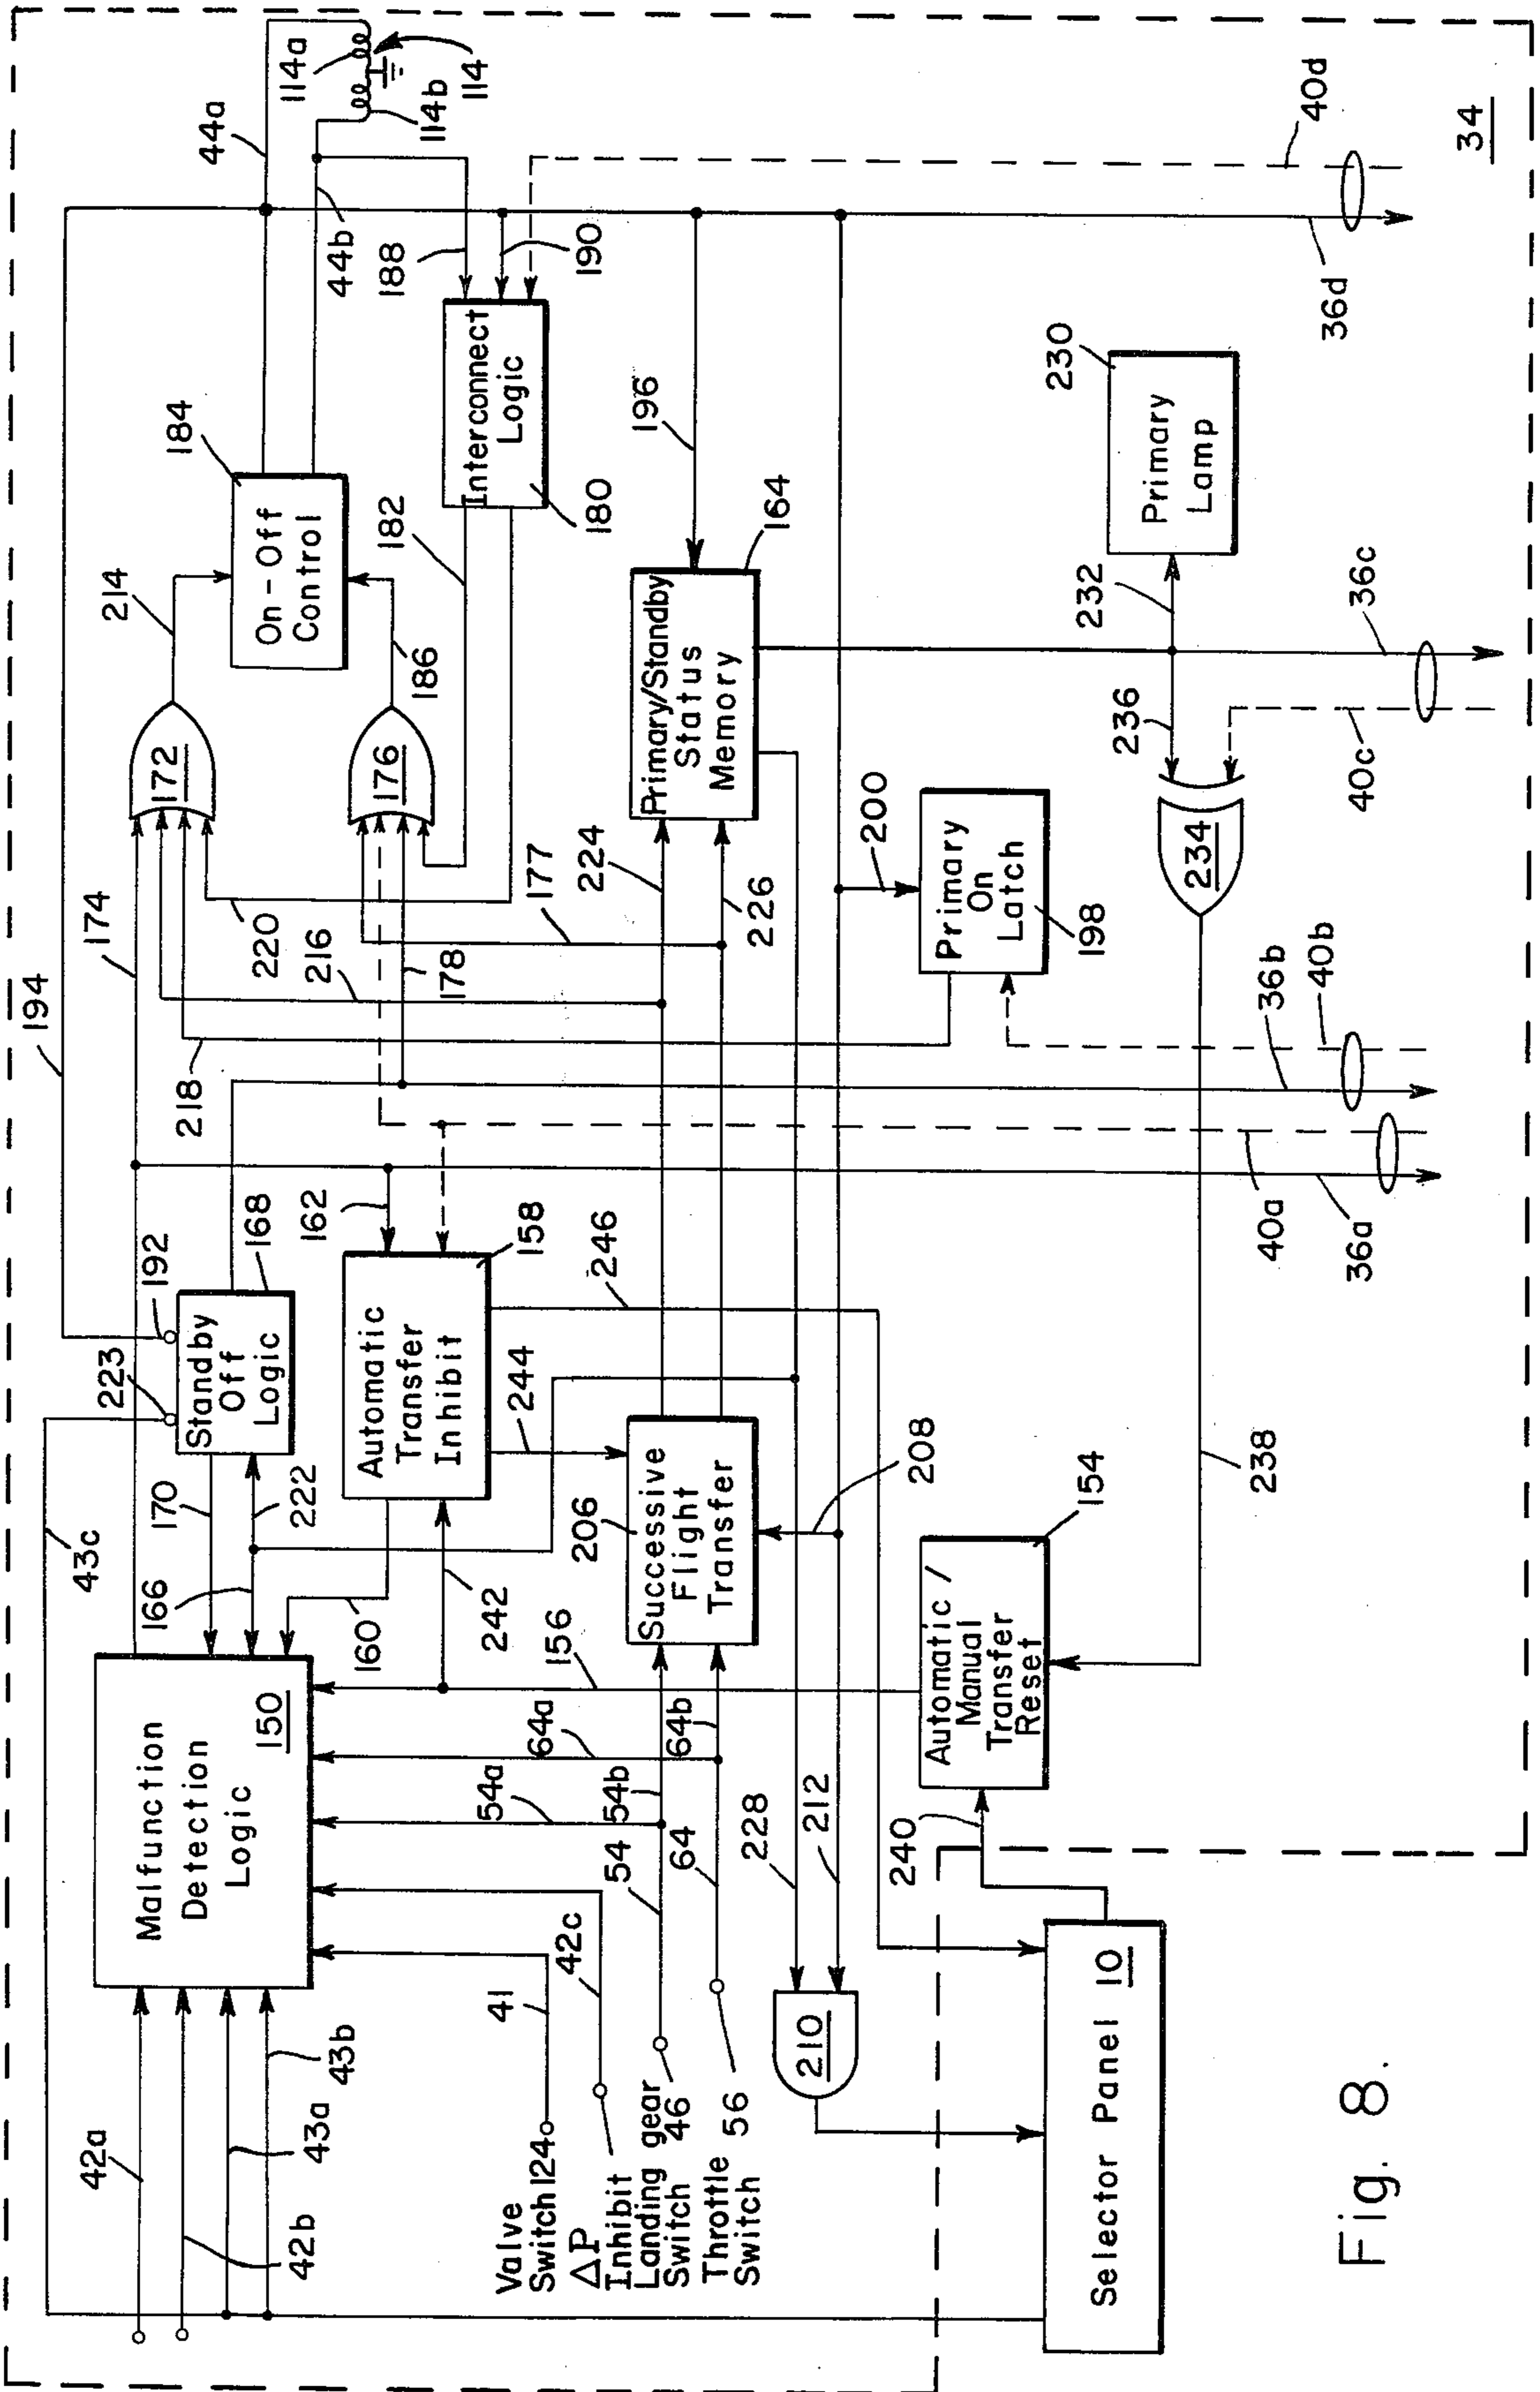 43c
194
174
214
184
44a
114a
114b
114
192
223
Standby
Off
Logic
168
172
On-Off
Control
44b
42a
42b
43a
43b
Malfunction
Detection
Logic
150
170
166
222
162
218
216
220
178
176
186
182
188
190
Interconnect
Logic
180
40d
160
Automatic
Transfer
Inhibit
158
242
244
246
177
224
226
Valve
Switch 124
41
ΔP
Inhibit
42c
Landing gear
Switch 46
Throttle 56
Switch
54
54a
54b
64
64a
64b
156
206
Successive
Flight
Transfer
208
Primary/Standby
Status
Memory
164
196
210
228
212
200
Primary
On
Latch
198
236
232
230
Primary
Lamp
240
Automatic/
Manual
Transfer
Reset
154
238
234
Selector Panel 10
36a
40a
36b
40b
40c
36c
36d
34
Fig. 8.